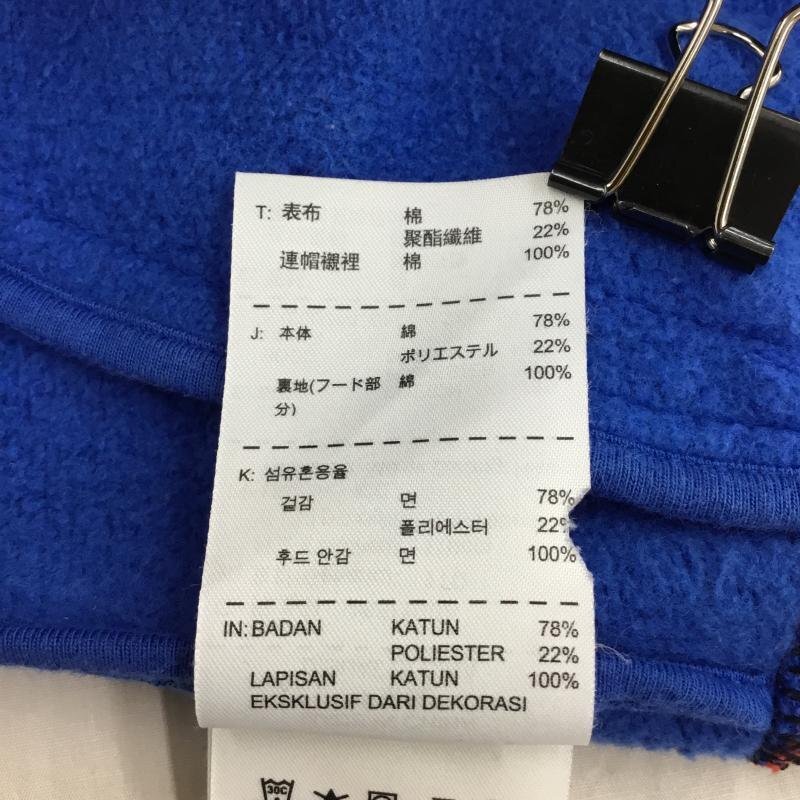 T: 表布 棉 78%
聚酯纖維 22%
連帽襯裡 棉 100%
J: 本体 綿 78%
ポリエステル 22%
裏地(フード部 綿 100%
分)
K: 섬유혼용율
겉감 면 78%
폴리에스터 22%
후드 안감 면 100%
IN: BADAN KATUN 78%
POLIESTER 22%
LAPISAN KATUN 100%
EKSKLUSIF DARI DEKORASI
30C